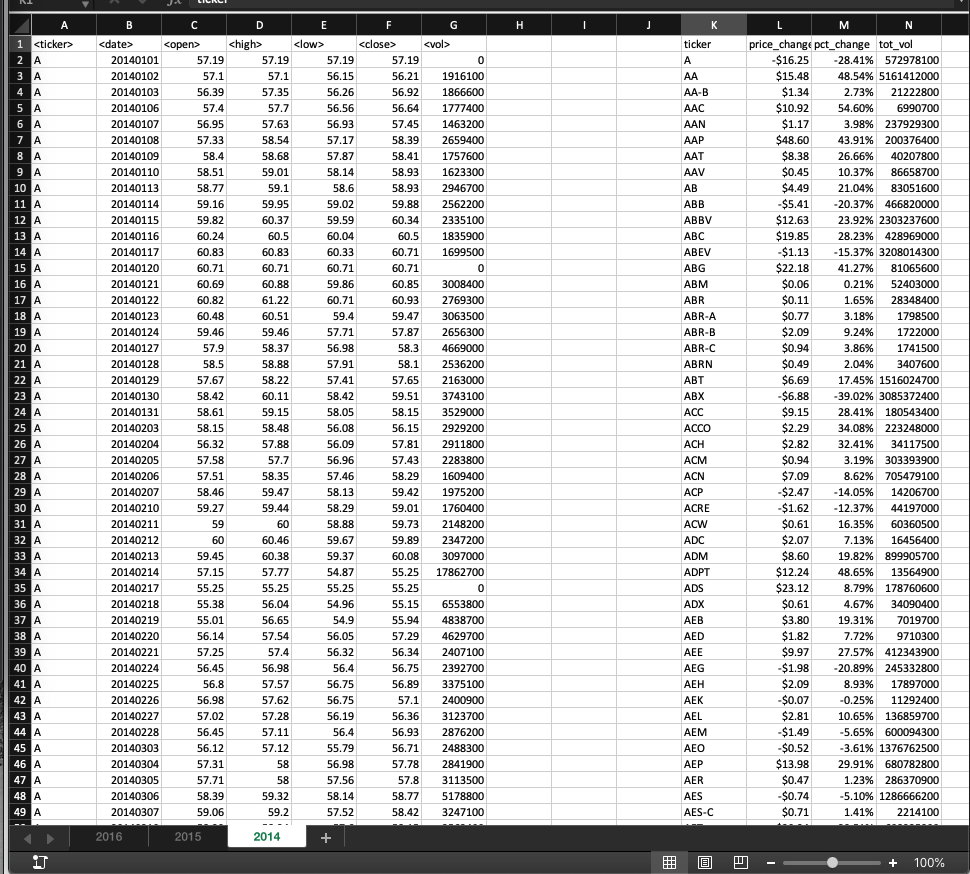 A B C D E F G H I J K L M N
1 <ticker> <date> <open> <high> <low> <close> <vol> ticker price_change pct_change tot_vol
2 A 20140101 57.19 57.19 57.19 57.19 0 A -$16.25 -28.41% 572978100
3 A 20140102 57.1 57.1 56.15 56.21 1916100 AA $15.48 48.54% 5161412000
4 A 20140103 56.39 57.35 56.26 56.92 1866600 AA-B $1.34 2.73% 21222800
5 A 20140106 57.4 57.7 56.56 56.64 1777400 AAC $10.92 54.60% 6990700
6 A 20140107 56.95 57.63 56.93 57.45 1463200 AAN $1.17 3.98% 237929300
7 A 20140108 57.33 58.54 57.17 58.39 2659400 AAP $48.60 43.91% 200376400
8 A 20140109 58.4 58.68 57.87 58.41 1757600 AAT $8.38 26.66% 40207800
9 A 20140110 58.51 59.01 58.14 58.93 1623300 AAV $0.45 10.37% 86658700
10 A 20140113 58.77 59.1 58.6 58.93 2946700 AB $4.49 21.04% 83051600
11 A 20140114 59.16 59.95 59.02 59.88 2562200 ABB -$5.41 -20.37% 466820000
12 A 20140115 59.82 60.37 59.59 60.34 2335100 ABBV $12.63 23.92% 2303237600
13 A 20140116 60.24 60.5 60.04 60.5 1835900 ABC $19.85 28.23% 428969000
14 A 20140117 60.83 60.83 60.33 60.71 1699500 ABEV -$1.13 -15.37% 3208014300
15 A 20140120 60.71 60.71 60.71 60.71 0 ABG $22.18 41.27% 81065600
16 A 20140121 60.69 60.88 59.86 60.85 3008400 ABM $0.06 0.21% 52403000
17 A 20140122 60.82 61.22 60.71 60.93 2769300 ABR $0.11 1.65% 28348400
18 A 20140123 60.48 60.51 59.4 59.47 3063500 ABR-A $0.77 3.18% 1798500
19 A 20140124 59.46 59.46 57.71 57.87 2656300 ABR-B $2.09 9.24% 1722000
20 A 20140127 57.9 58.37 56.98 58.3 4669000 ABR-C $0.94 3.86% 1741500
21 A 20140128 58.5 58.88 57.91 58.1 2536200 ABRN $0.49 2.04% 3407600
22 A 20140129 57.67 58.22 57.41 57.65 2163000 ABT $6.69 17.45% 1516024700
23 A 20140130 58.42 60.11 58.42 59.51 3743100 ABX -$6.88 -39.02% 3085372400
24 A 20140131 58.61 59.15 58.05 58.15 3529000 ACC $9.15 28.41% 180543400
25 A 20140203 58.15 58.48 56.08 56.15 2929200 ACCO $2.29 34.08% 223248000
26 A 20140204 56.32 57.88 56.09 57.81 2911800 ACH $2.82 32.41% 34117500
27 A 20140205 57.58 57.7 56.96 57.43 2283800 ACM $0.94 3.19% 303393900
28 A 20140206 57.51 58.35 57.46 58.29 1609400 ACN $7.09 8.62% 705479100
29 A 20140207 58.46 59.47 58.13 59.42 1975200 ACP -$2.47 -14.05% 14206700
30 A 20140210 59.27 59.44 58.29 59.01 1760400 ACRE -$1.62 -12.37% 44197000
31 A 20140211 59 60 58.88 59.73 2148200 ACW $0.61 16.35% 60360500
32 A 20140212 60 60.46 59.67 59.89 2347200 ADC $2.07 7.13% 16456400
33 A 20140213 59.45 60.38 59.37 60.08 3097000 ADM $8.60 19.82% 899905700
34 A 20140214 57.15 57.77 54.87 55.25 17862700 ADPT $12.24 48.65% 13564900
35 A 20140217 55.25 55.25 55.25 55.25 0 ADS $23.12 8.79% 178760600
36 A 20140218 55.38 56.04 54.96 55.15 6553800 ADX $0.61 4.67% 34090400
37 A 20140219 55.01 56.65 54.9 55.94 4838700 AEB $3.80 19.31% 7019700
38 A 20140220 56.14 57.54 56.05 57.29 4629700 AED $1.82 7.72% 9710300
39 A 20140221 57.25 57.4 56.32 56.34 2407100 AEE $9.97 27.57% 412343900
40 A 20140224 56.45 56.98 56.4 56.75 2392700 AEG -$1.98 -20.89% 245332800
41 A 20140225 56.8 57.57 56.75 56.89 3375100 AEH $2.09 8.93% 17897000
42 A 20140226 56.98 57.62 56.75 57.1 2400900 AEK -$0.07 -0.25% 11292400
43 A 20140227 57.02 57.28 56.19 56.36 3123700 AEL $2.81 10.65% 136859700
44 A 20140228 56.45 57.11 56.4 56.93 2876200 AEM -$1.49 -5.65% 600094300
45 A 20140303 56.12 57.12 55.79 56.71 2488300 AEO -$0.52 -3.61% 1376762500
46 A 20140304 57.31 58 56.98 57.78 2841900 AEP $13.98 29.91% 680782800
47 A 20140305 57.71 58 57.56 57.8 3113500 AER $0.47 1.23% 286370900
48 A 20140306 58.39 59.32 58.14 58.77 5178800 AES -$0.74 -5.10% 1286666200
49 A 20140307 59.06 59.2 57.52 58.42 3247100 AES-C $0.71 1.41% 2214100
2016 2015 2014 +
100%